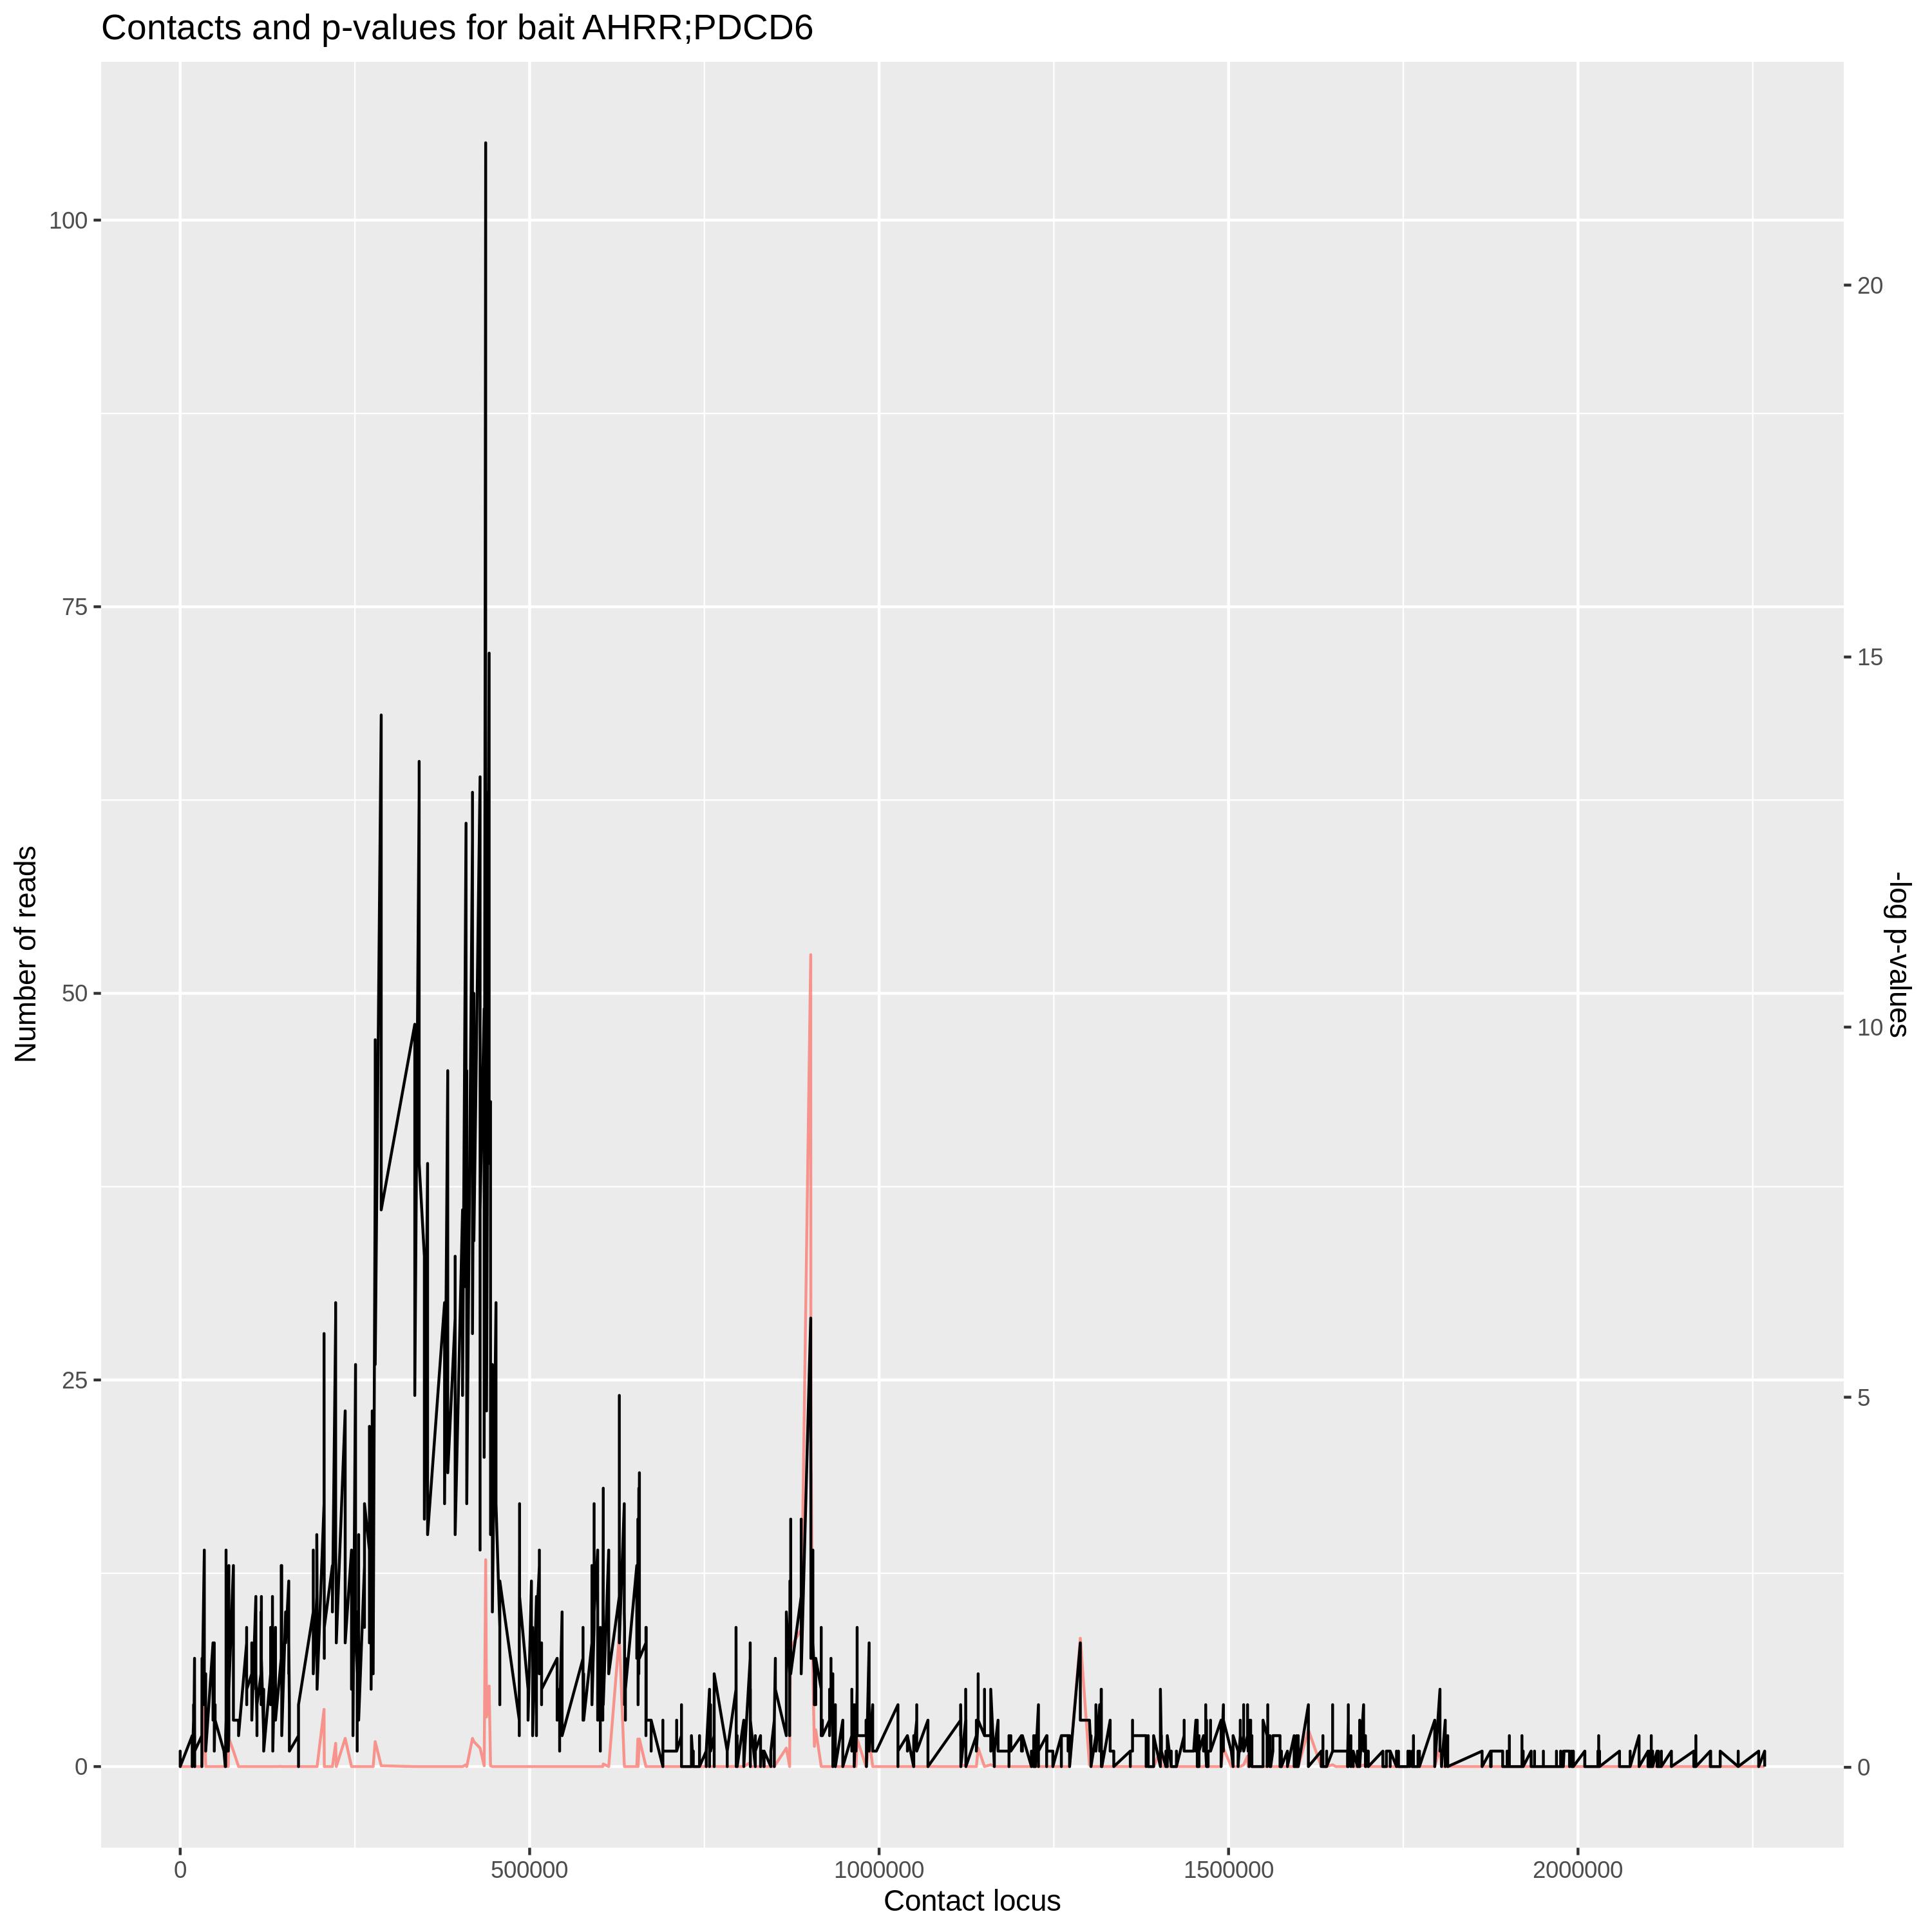 Contacts and p-values for bait AHRR;PDCD6
100
75
50
25
0
20
15
10
5
0
Number of reads
-log p-values
0 500000 1000000 1500000 2000000
Contact locus